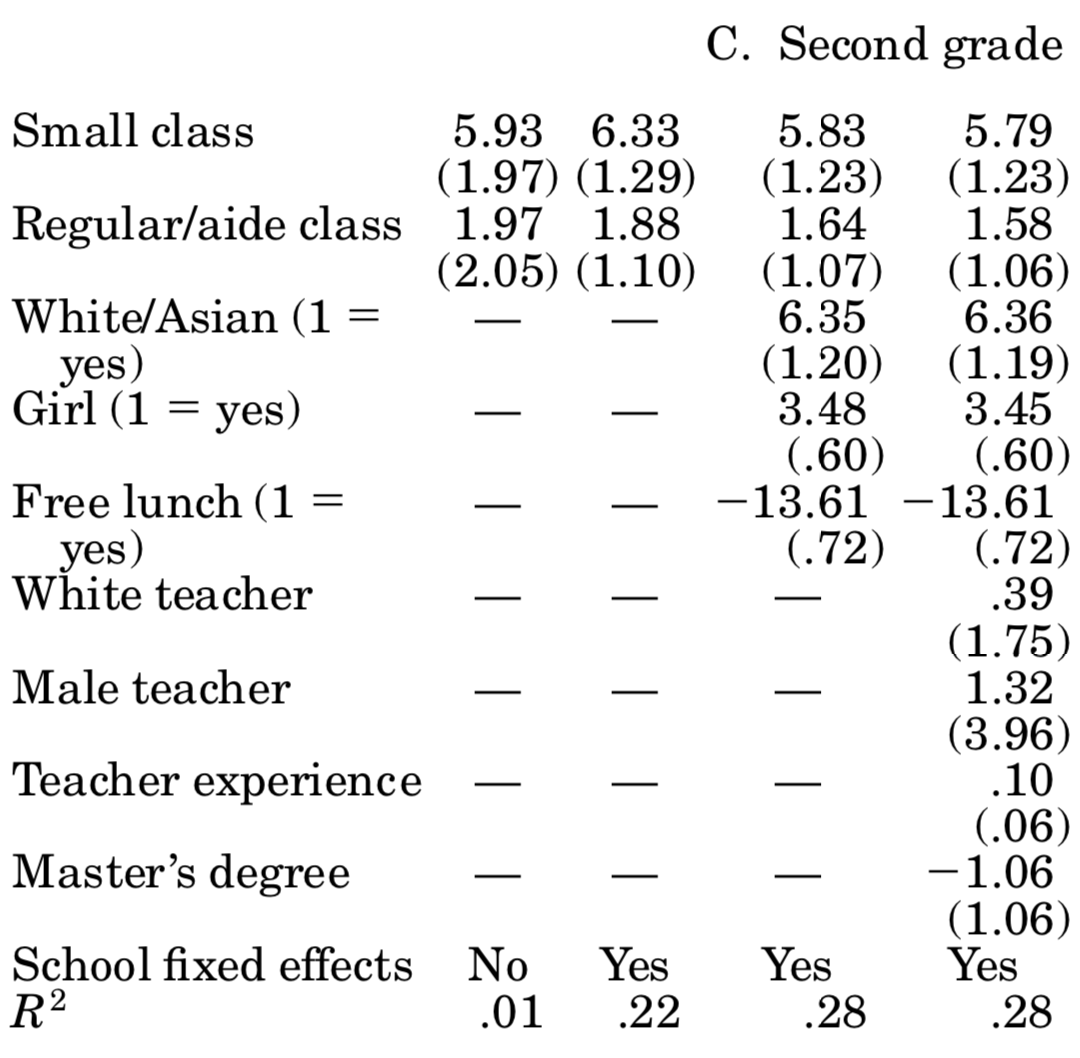 C. Second grade
Small class 5.93 6.33 5.83 5.79
(1.97) (1.29) (1.23) (1.23)
Regular/aide class 1.97 1.88 1.64 1.58
(2.05) (1.10) (1.07) (1.06)
White/Asian (1 = — — 6.35 6.36
yes) (1.20) (1.19)
Girl (1 = yes) — — 3.48 3.45
(.60) (.60)
Free lunch (1 = — — −13.61 −13.61
yes) (.72) (.72)
White teacher — — — .39
(1.75)
Male teacher — — — 1.32
(3.96)
Teacher experience — — — .10
(.06)
Master’s degree — — — −1.06
(1.06)
School fixed effects No Yes Yes Yes
R² .01 .22 .28 .28